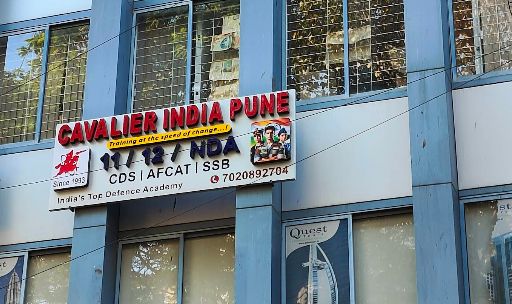 CAVALIER INDIA PUNE
Training at the speed of change...!
11 / 12 / NDA
CDS | AFCAT | SSB
Since 1993
7020892704
India's Top Defence Academy
Quest